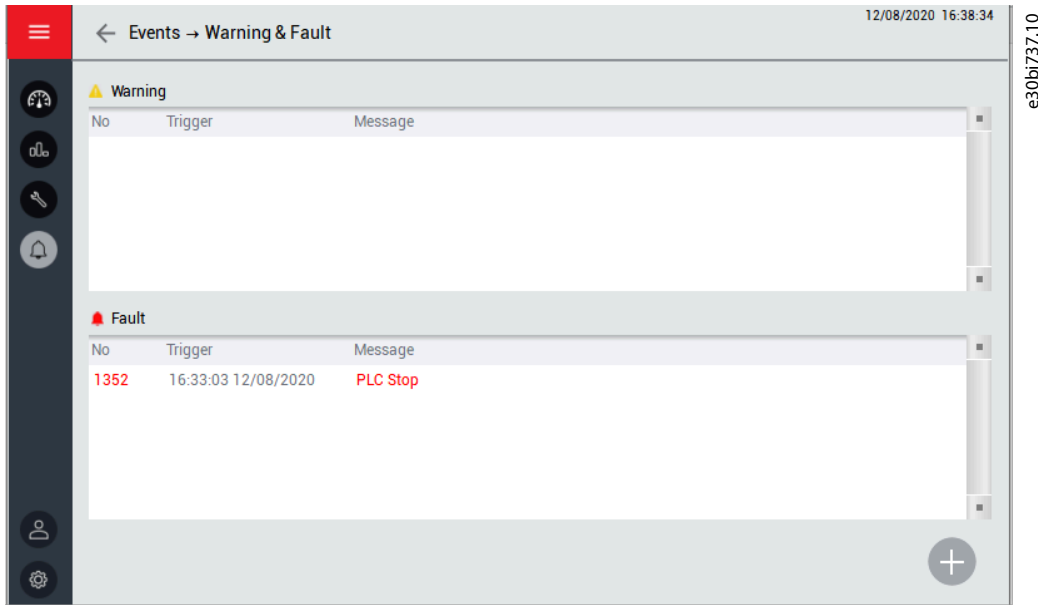 12/08/2020 16:38:34
Events → Warning & Fault
Warning
No Trigger Message
Fault
No Trigger Message
1352 16:33:03 12/08/2020 PLC Stop
e30bi737.10